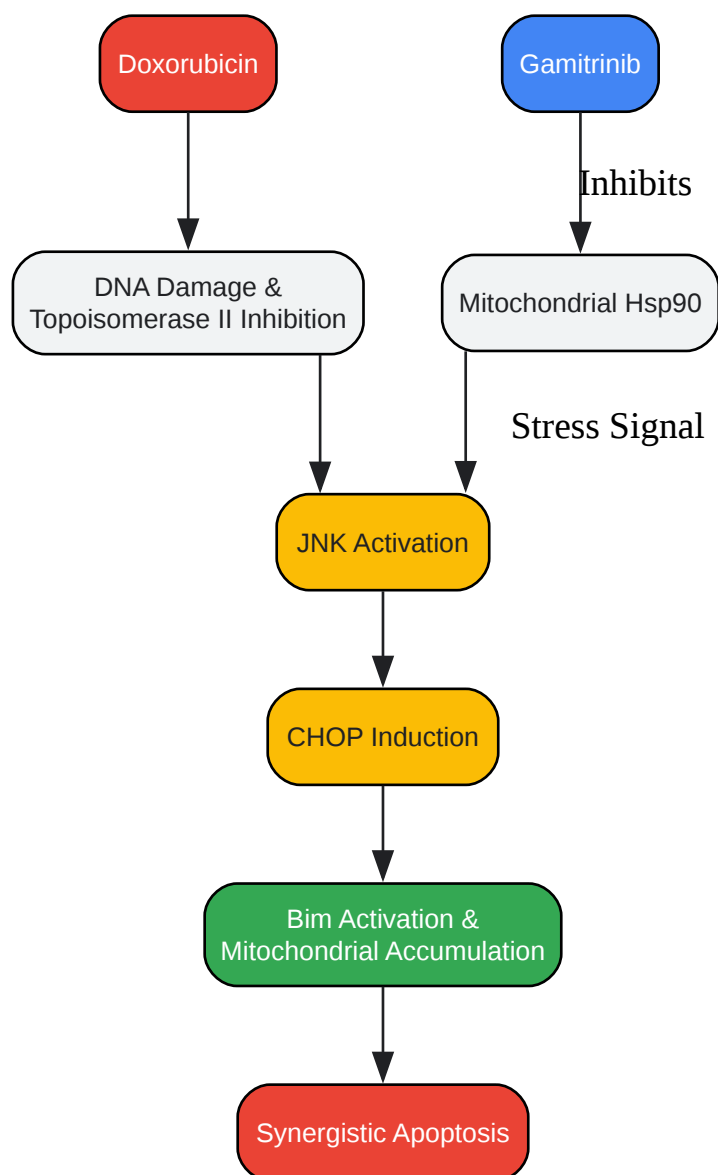 Doxorubicin
Gamitrinib
Inhibits
DNA Damage &
Topoisomerase II Inhibition
Mitochondrial Hsp90
Stress Signal
JNK Activation
CHOP Induction
Bim Activation &
Mitochondrial Accumulation
Synergistic Apoptosis